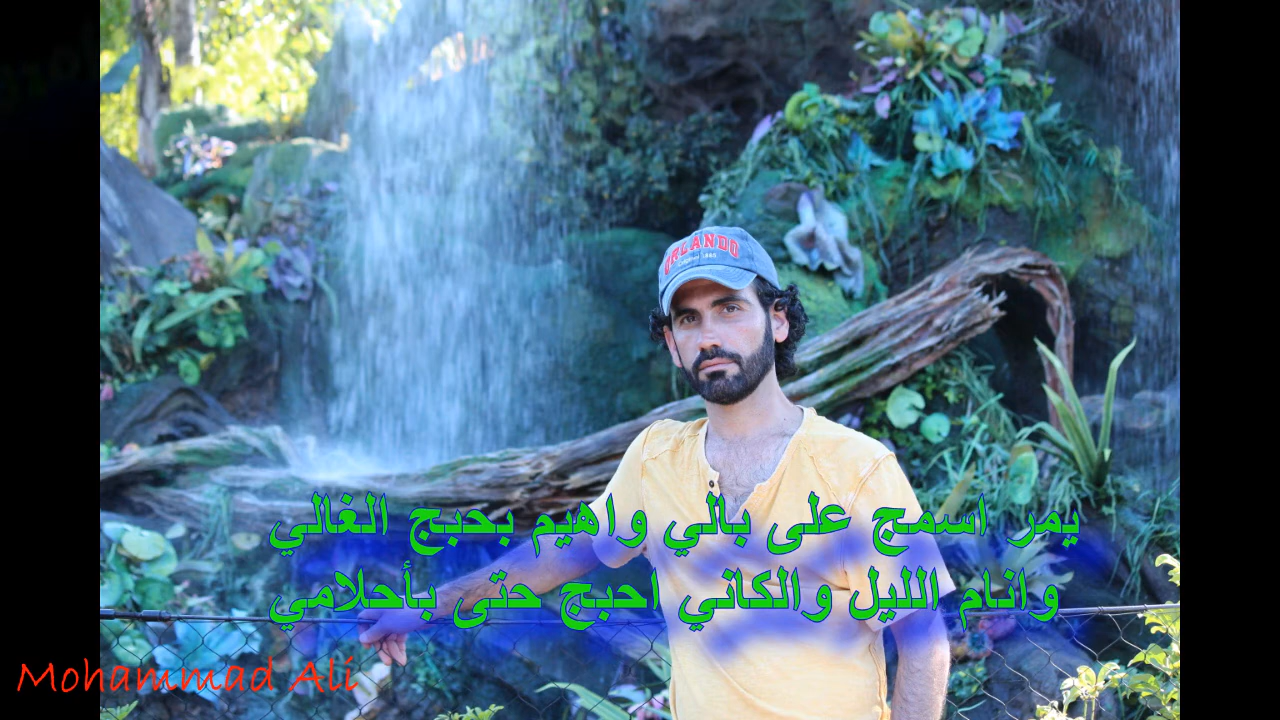 ORLANDO
يمر اسمج على بالي واهيم بحبج الغالي
وانام الليل والكاني احبج حتى بأحلامي
Mohammad Ali